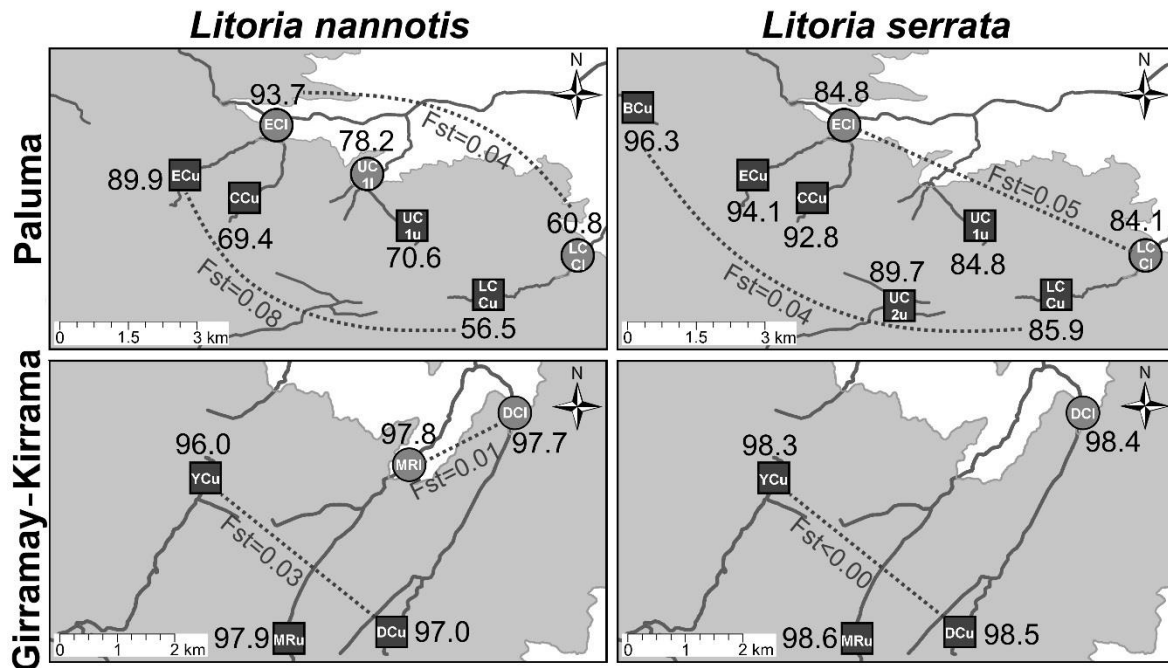 Litoria nannotis
Litoria serrata
Paluma
N
93.7
ECl
78.2
UC
1l
Fst=0.04
ECu
89.9
CCu
69.4
UC
1u
70.6
60.8
LC
Cl
LC
Cu
56.5
Fst=0.08
0 1.5 3 km
N
BCu
96.3
84.8
ECl
ECu
94.1
CCu
92.8
Fst=0.05
UC
1u
84.8
84.1
LC
Cl
89.7
UC
2u
LC
Cu
85.9
Fst=0.04
0 1.5 3 km
Girramay-Kirrama
N
DCl
97.7
97.8
MRl
Fst=0.01
96.0
YCu
Fst=0.03
MRu
97.9
DCu
97.0
0 1 2 km
N
DCl
98.4
98.3
YCu
Fst<0.00
MRu
98.6
DCu
98.5
0 1 2 km